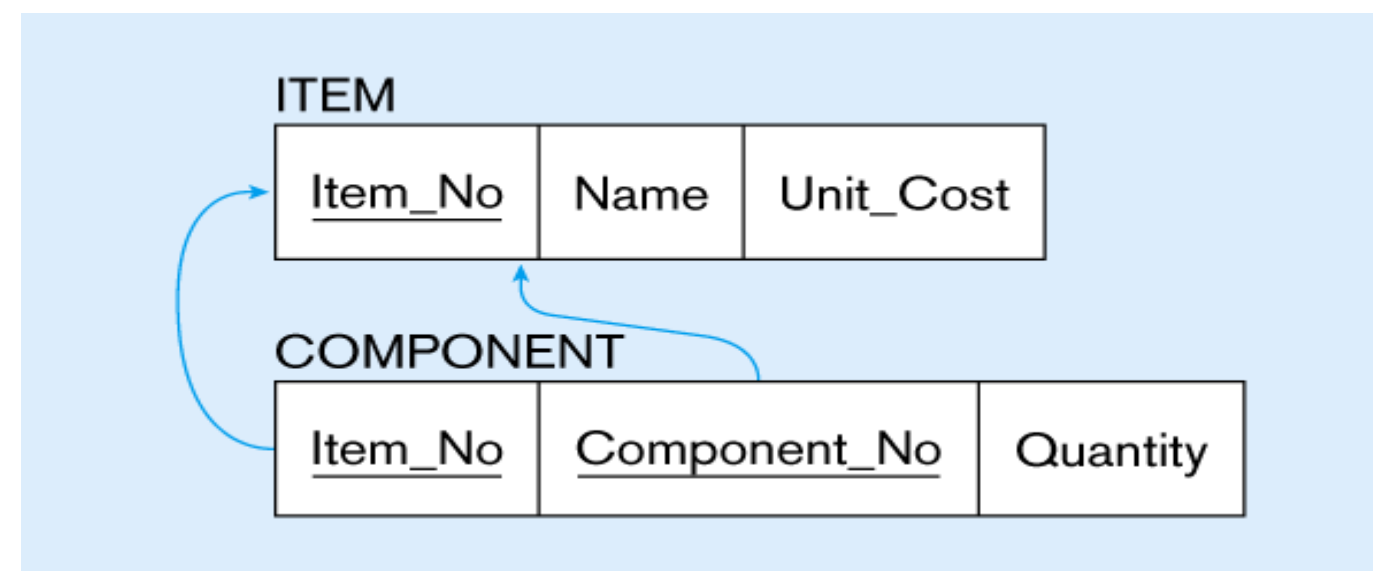 ITEM
Item_No Name Unit_Cost
COMPONENT
Item_No Component_No Quantity